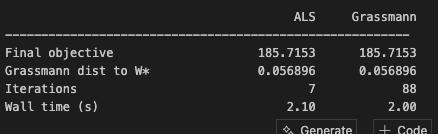 ALS Grassmann
------------------------------------------------------
Final objective 185.7153 185.7153
Grassmann dist to W* 0.056896 0.056896
Iterations 7 88
Wall time (s) 2.10 2.00
Generate + Code